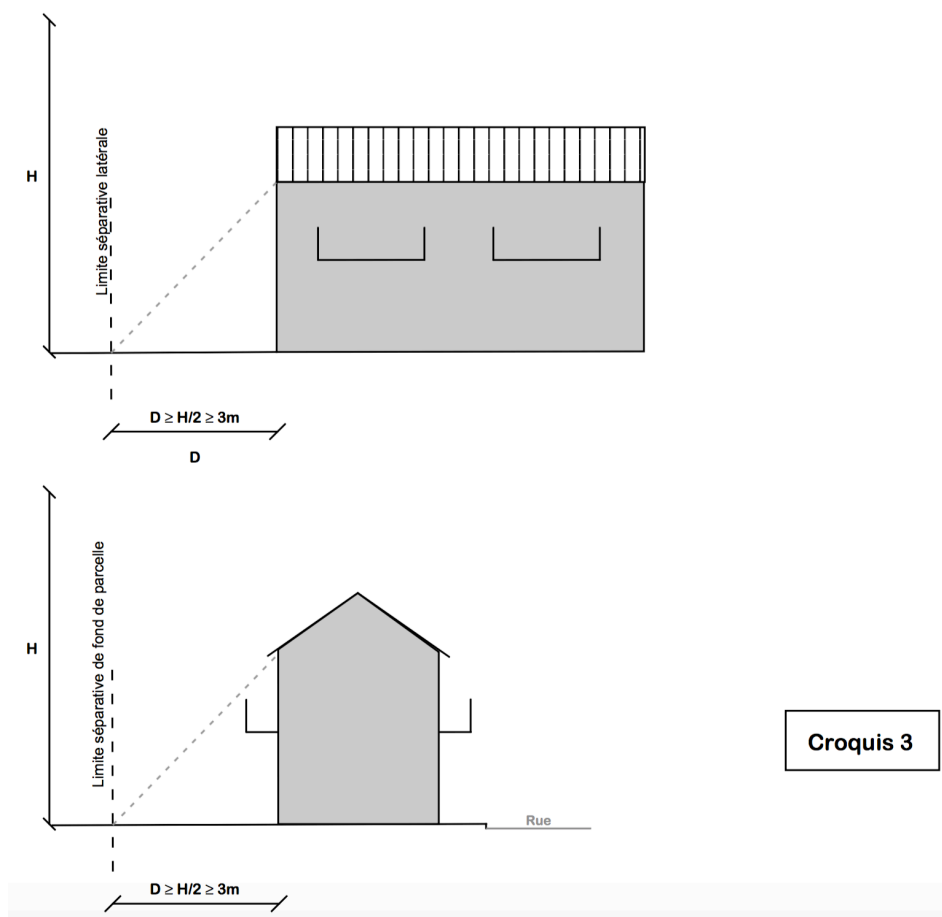 H
Limite séparative latérale
D ≥ H/2 ≥ 3m
D
H
Limite séparative de fond de parcelle
Croquis 3
Rue
D ≥ H/2 ≥ 3m